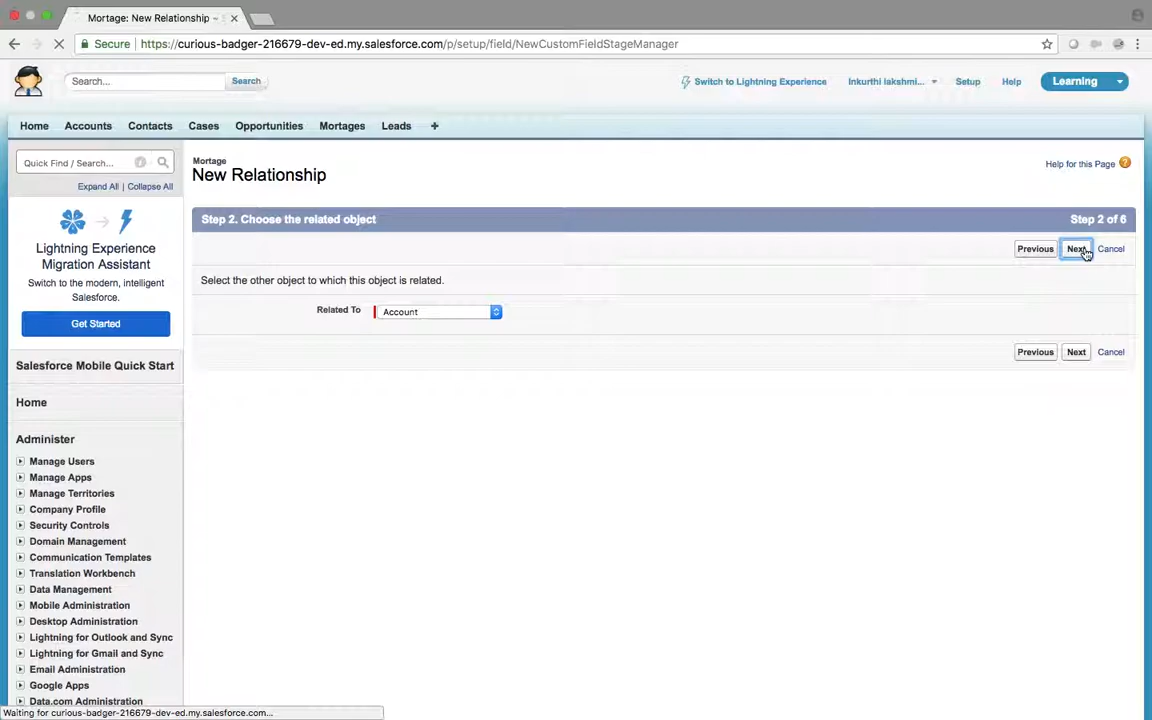 Mortage: New Relationship ~
Secure
https://curious-badger-216679-dev-ed.my.salesforce.com/p/setup/field/NewCustomFieldStageManager
Search...
Search
Switch to Lightning Experience
Inkurthi lakshmi...
Setup
Help
Learning
Home
Accounts
Contacts
Cases
Opportunities
Mortages
Leads
+
Quick Find / Search...
Expand All | Collapse All
Lightning Experience
Migration Assistant
Switch to the modern, intelligent
Salesforce.
Get Started
Salesforce Mobile Quick Start
Home
Administer
Manage Users
Manage Apps
Manage Territories
Company Profile
Security Controls
Domain Management
Communication Templates
Translation Workbench
Data Management
Mobile Administration
Desktop Administration
Lightning for Outlook and Sync
Lightning for Gmail and Sync
Email Administration
Google Apps
Data.com Administration
Mortage
New Relationship
Help for this Page
Step 2. Choose the related object
Step 2 of 6
Previous
Next
Cancel
Select the other object to which this object is related.
Related To
Account
Previous
Next
Cancel
Waiting for curious-badger-216679-dev-ed.my.salesforce.com...